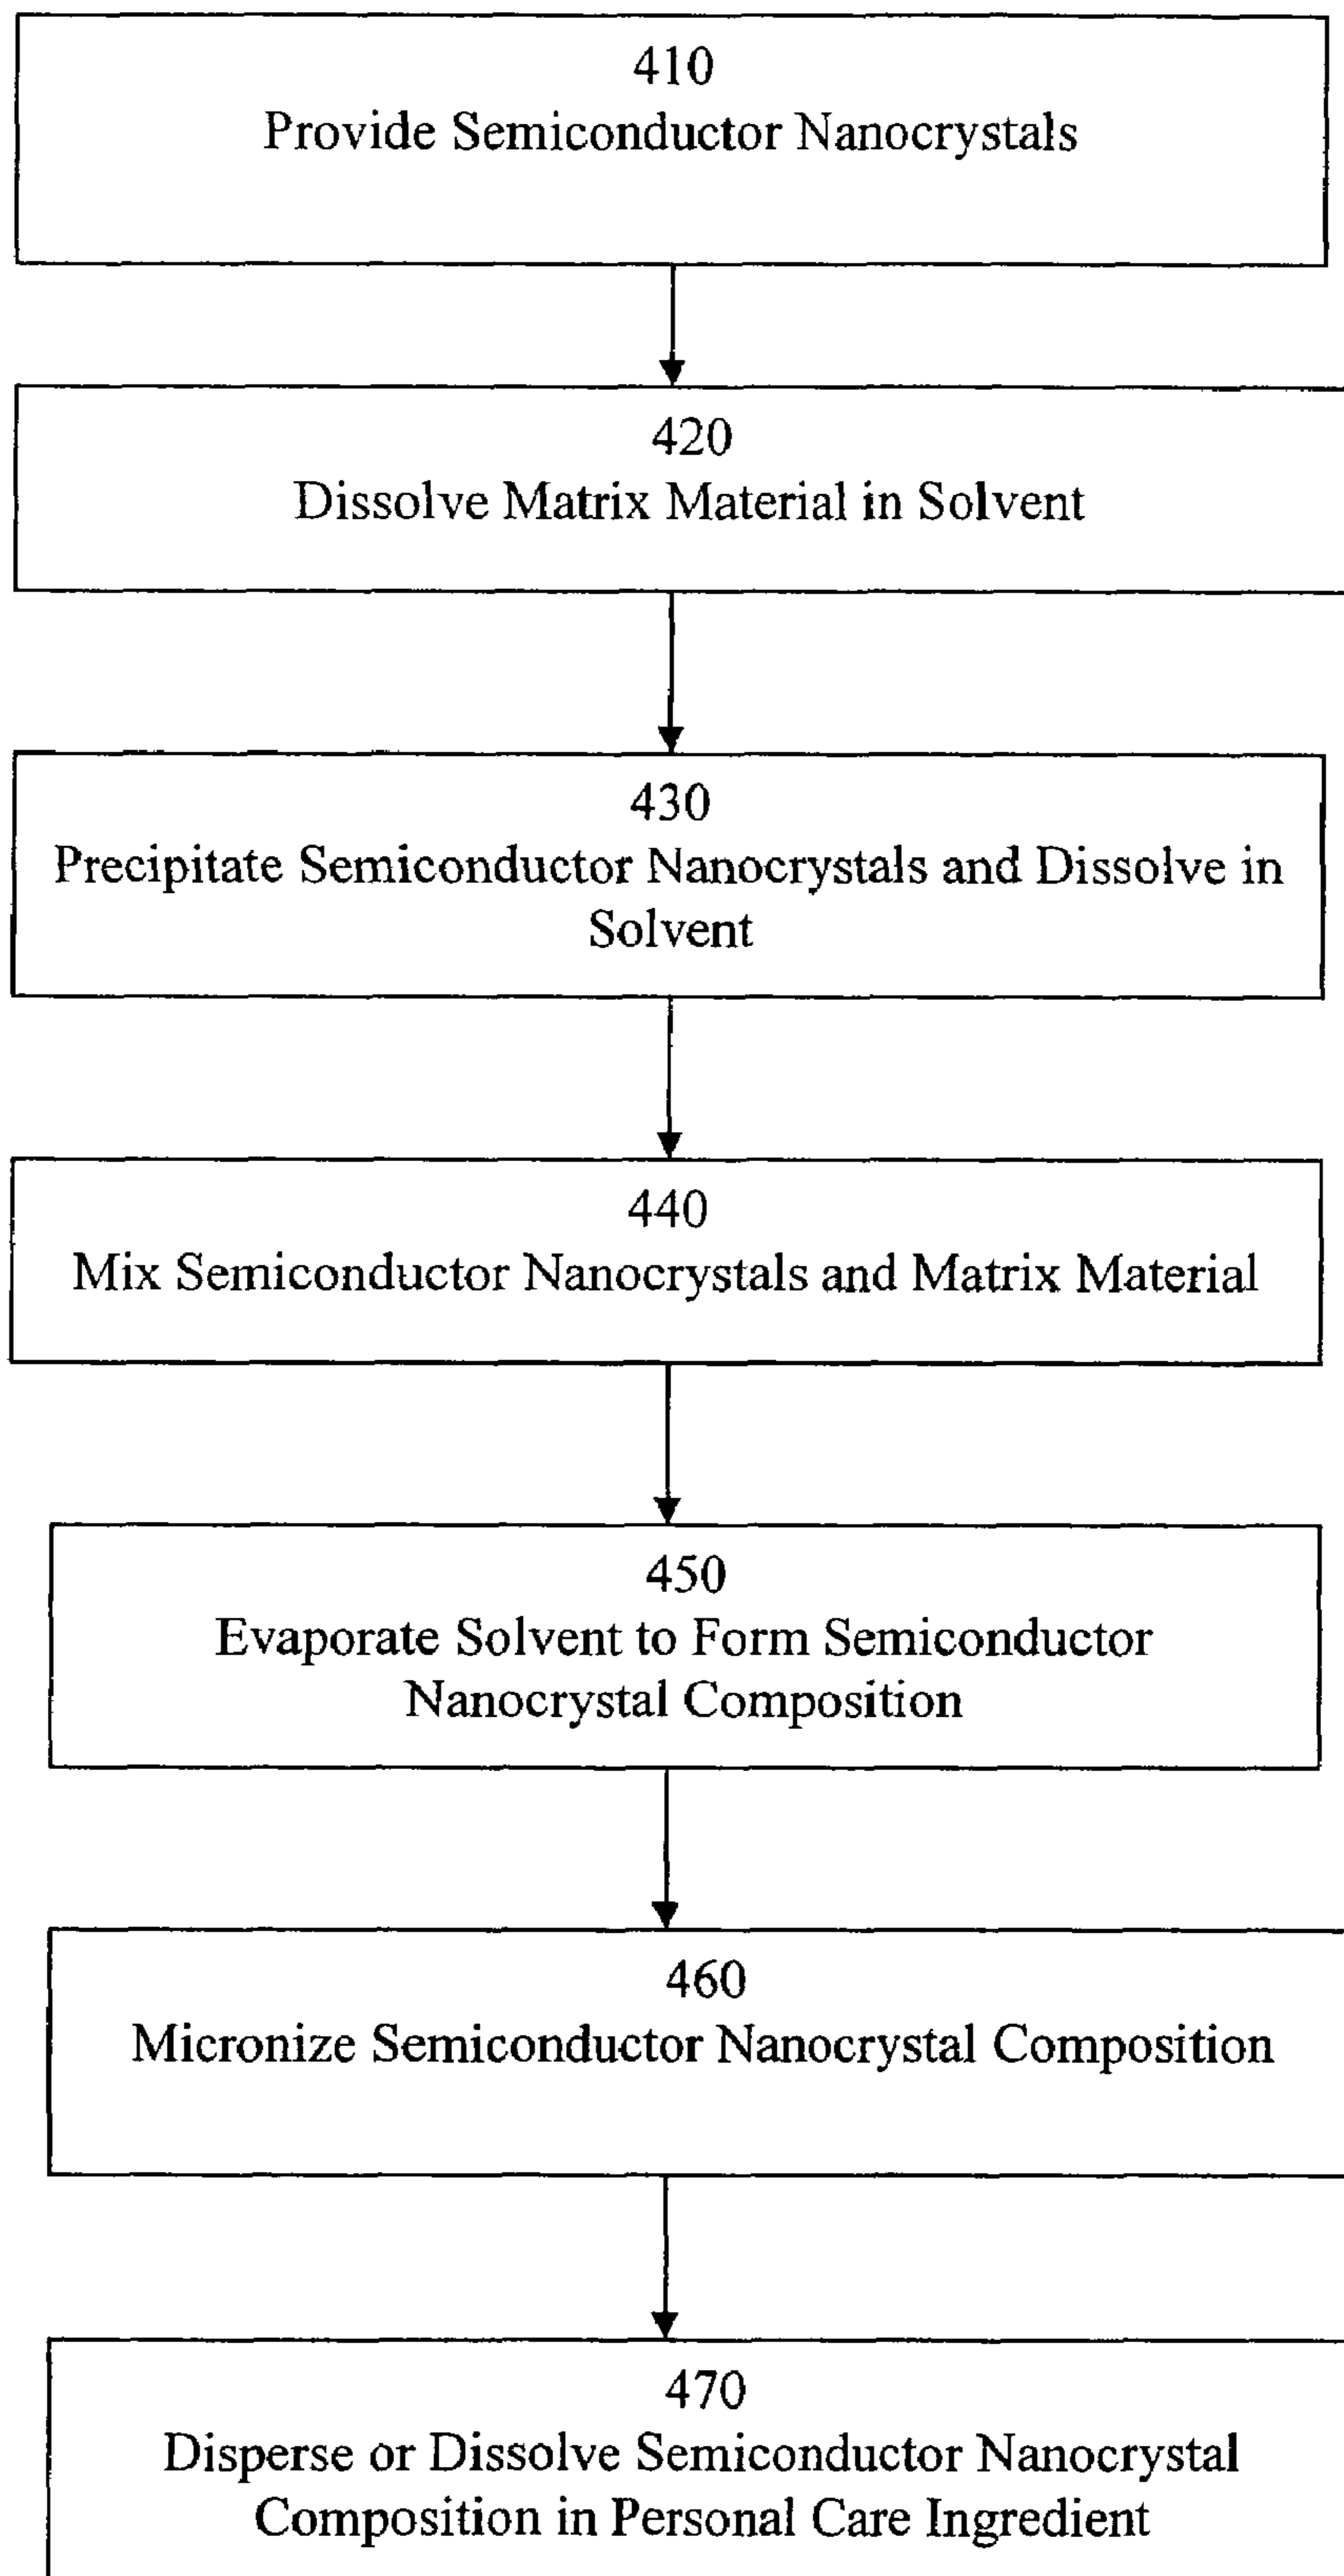 410
Provide Semiconductor Nanocrystals
420
Dissolve Matrix Material in Solvent
430
Precipitate Semiconductor Nanocrystals and Dissolve in
Solvent
440
Mix Semiconductor Nanocrystals and Matrix Material
450
Evaporate Solvent to Form Semiconductor
Nanocrystal Composition
460
Micronize Semiconductor Nanocrystal Composition
470
Disperse or Dissolve Semiconductor Nanocrystal
Composition in Personal Care Ingredient